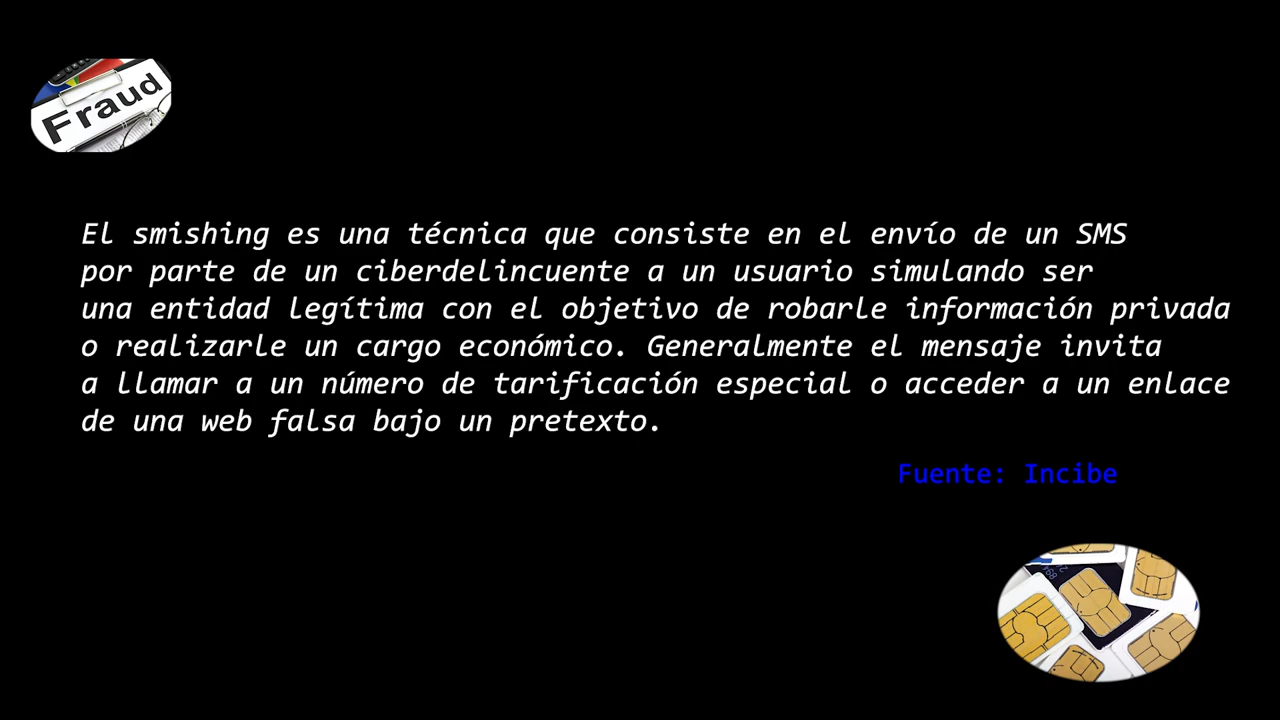 Fraud
El smishing es una técnica que consiste en el envío de un SMS
por parte de un ciberdelincuente a un usuario simulando ser
una entidad legítima con el objetivo de robarle información privada
o realizarle un cargo económico. Generalmente el mensaje invita
a llamar a un número de tarificación especial o acceder a un enlace
de una web falsa bajo un pretexto.
Fuente: Incibe